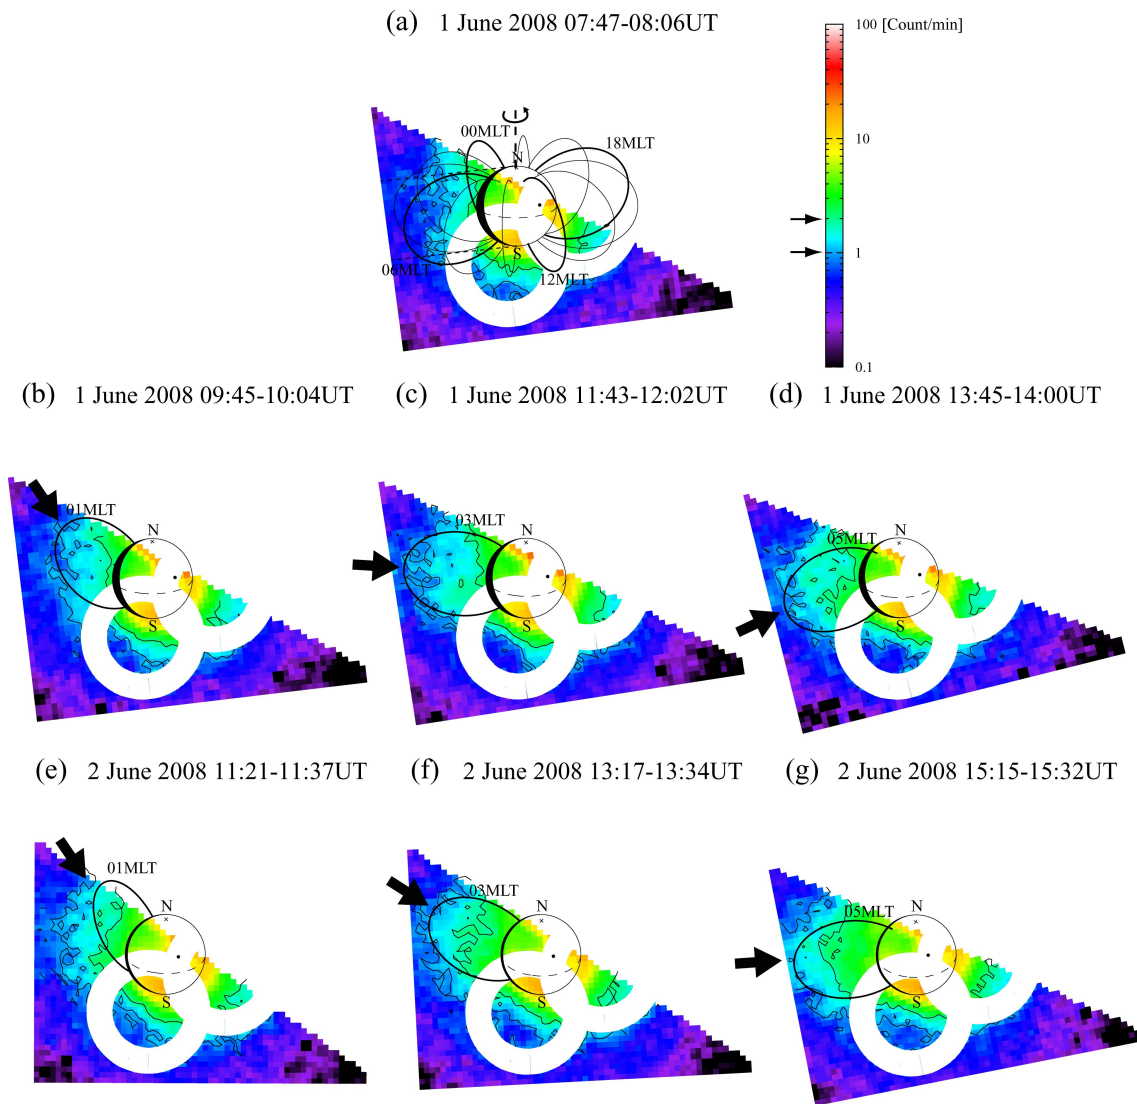 (a) 1 June 2008 07:47-08:06UT
100 [Count/min]
10
1
0.1
00MLT
N
18MLT
06MLT
S
12MLT
(b) 1 June 2008 09:45-10:04UT
(c) 1 June 2008 11:43-12:02UT
(d) 1 June 2008 13:45-14:00UT
01MLT
N
S
03MLT
N
S
05MLT
N
S
(e) 2 June 2008 11:21-11:37UT
(f) 2 June 2008 13:17-13:34UT
(g) 2 June 2008 15:15-15:32UT
01MLT
N
S
03MLT
N
S
05MLT
N
S